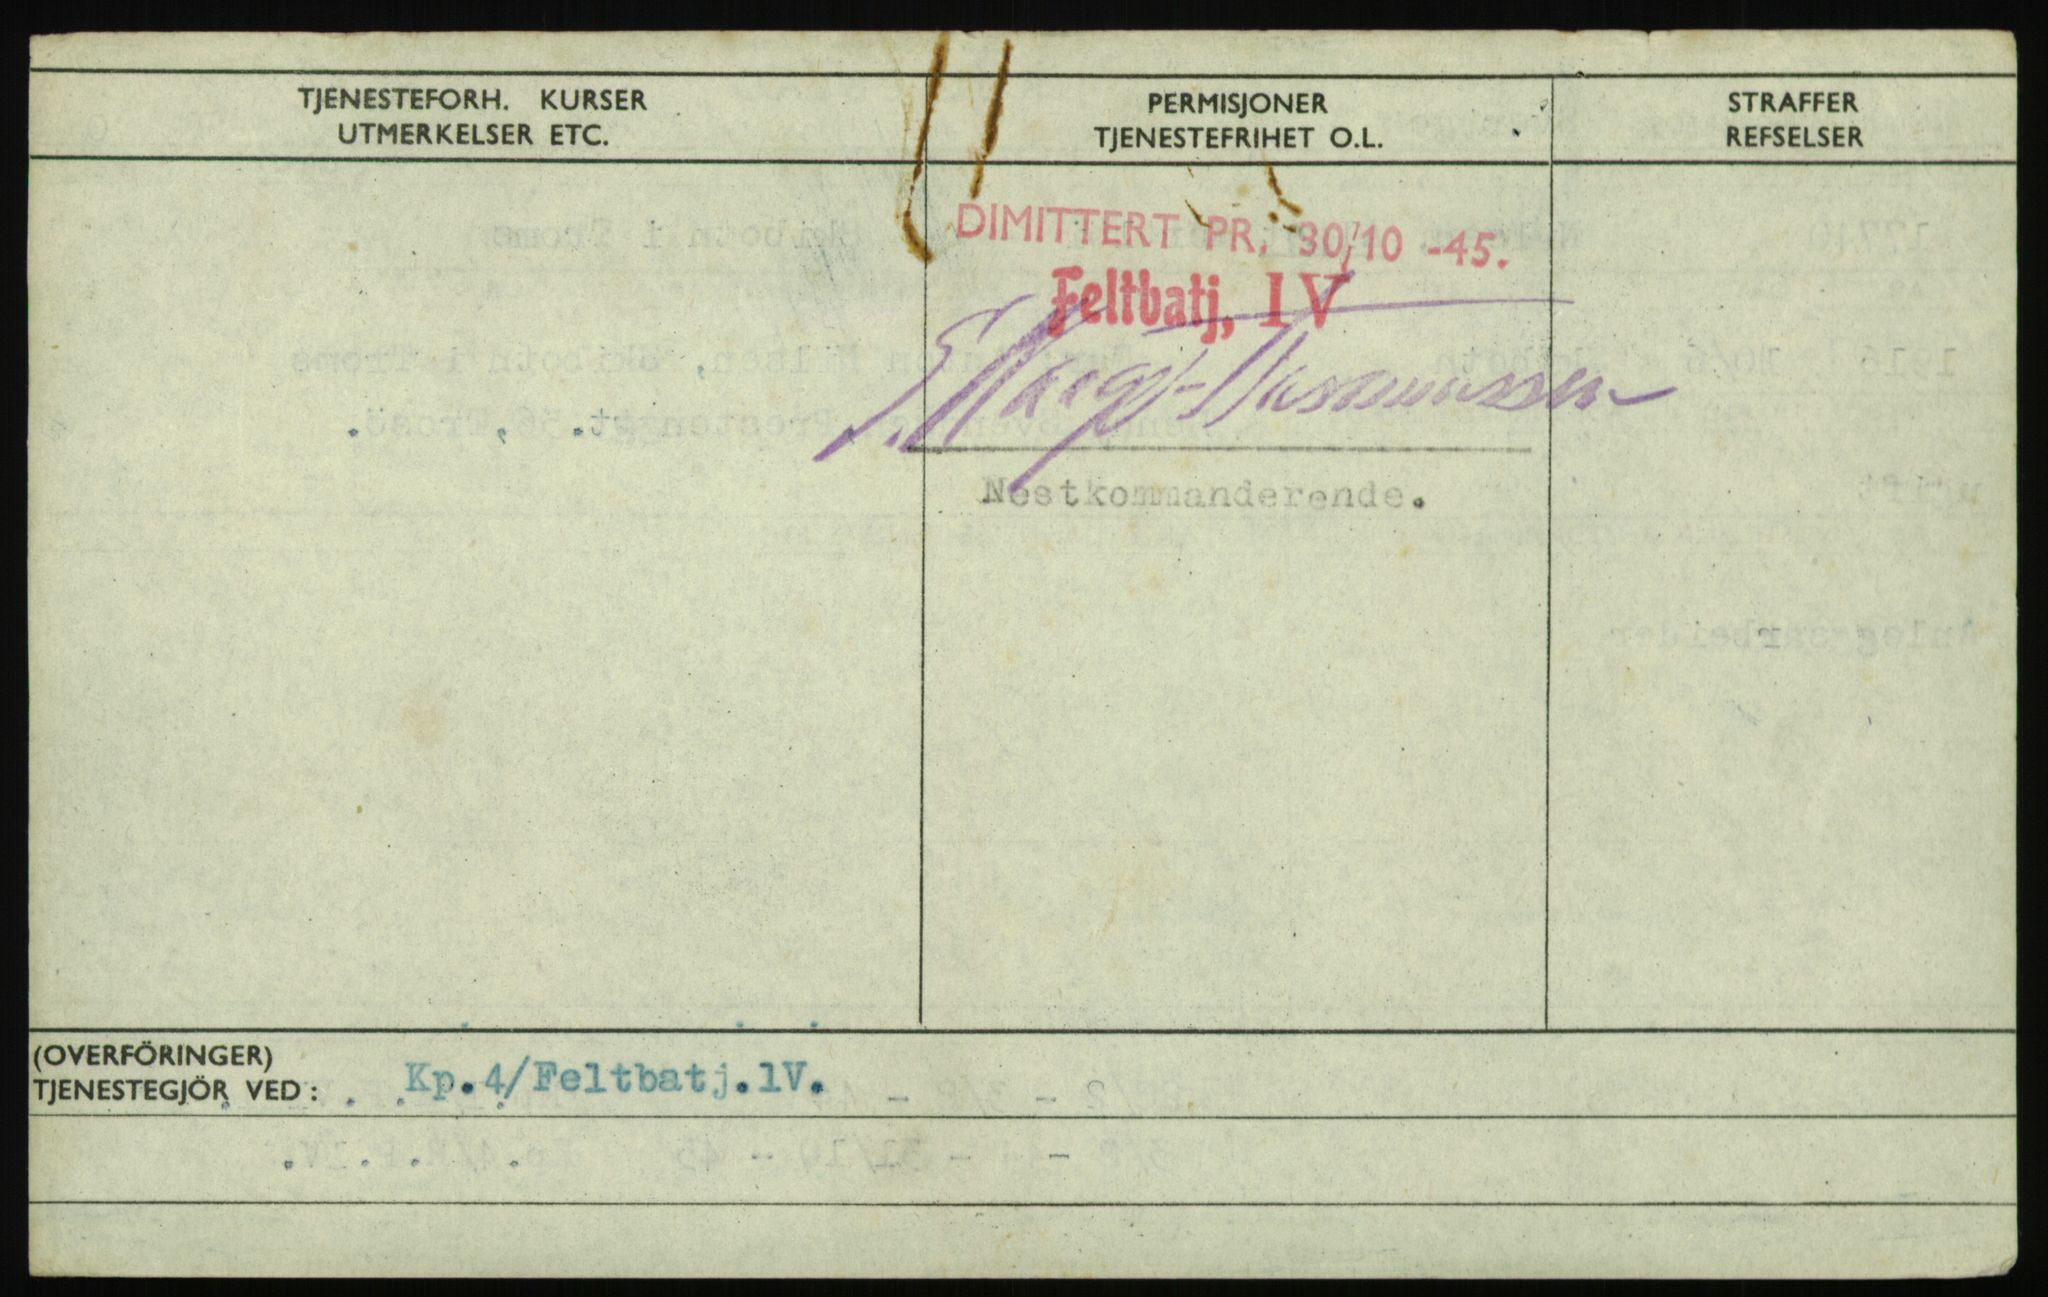 TJENESTEFORH. KURSER
UTMERKELSER ETC.
PERMISJONER
TJENESTEFRIHET O.L.
STRAFFER
REFSELSER
DIMITTERT PR. 30/10 -45.
Feltbatj, IV
Rasmussen
Nestkommanderende.
(OVERFÖRINGER)
TJENESTEGJÖR VED: Kp.4/Feltbatj.lV.